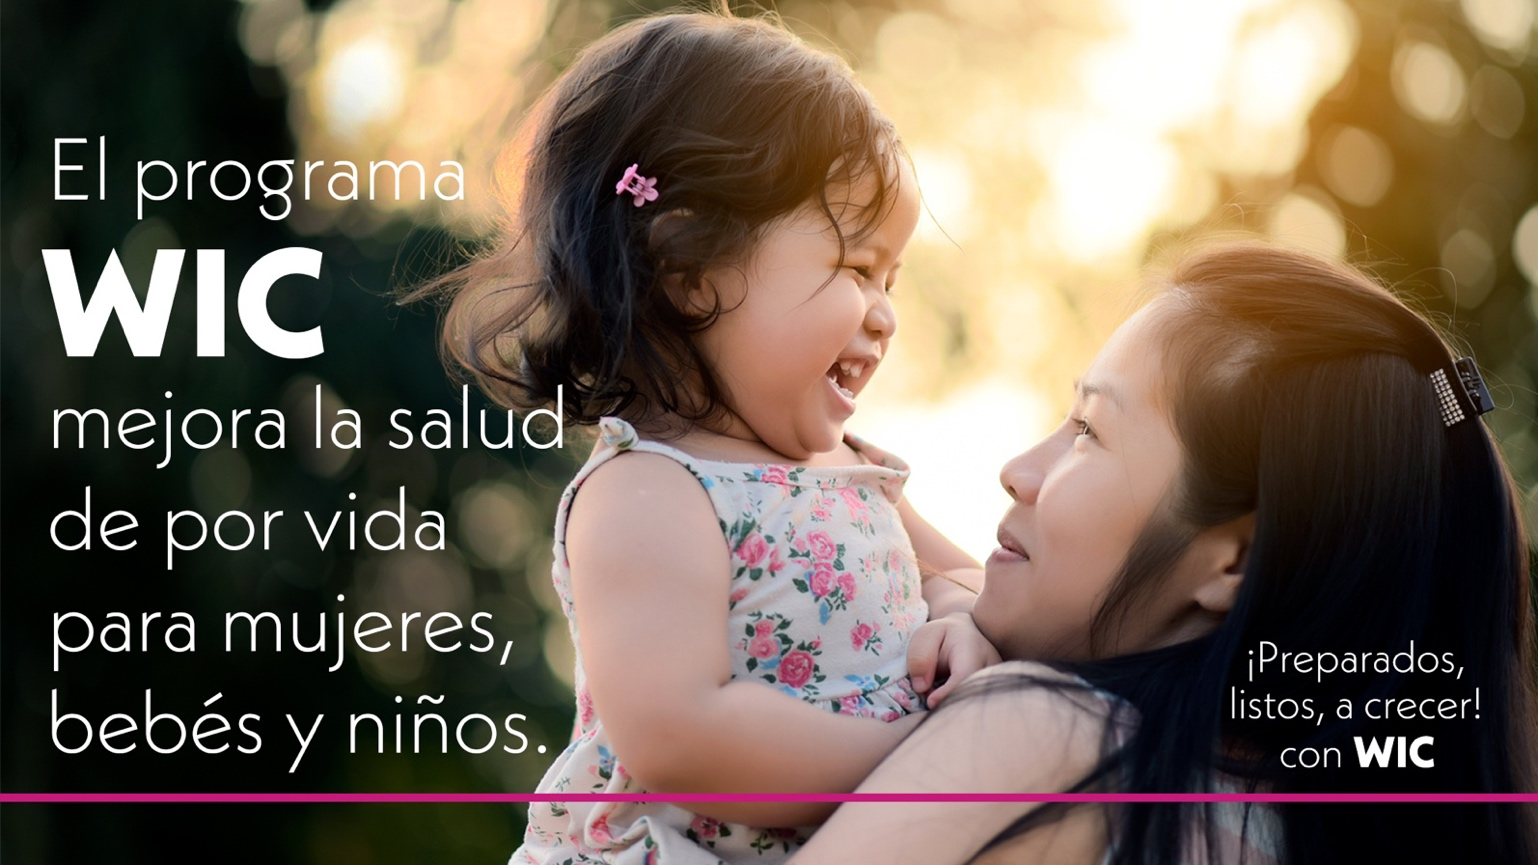 El programa
WIC
mejora la salud
de por vida
para mujeres,
bebés y niños.
¡Preparados,
listos, a crecer!
con WIC